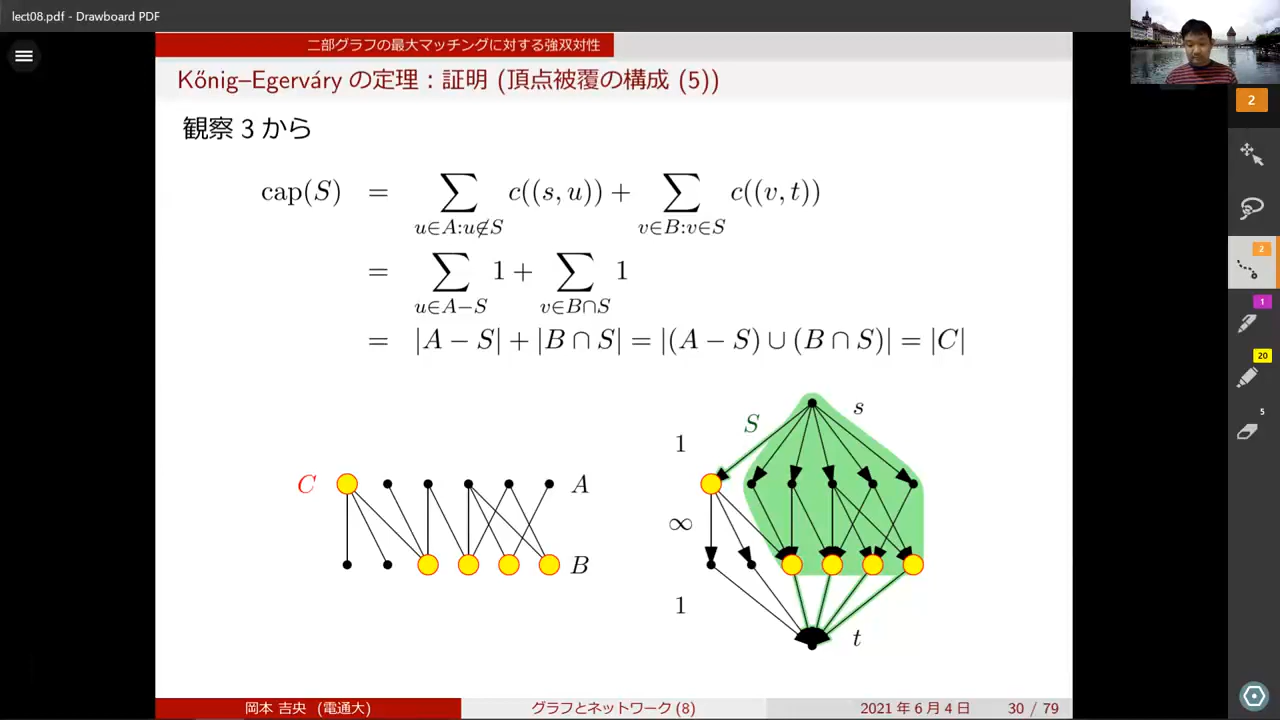 lect08.pdf - Drawboard PDF
二部グラフの最大マッチングに対する強双対性
Kőnig–Egerváry の定理 : 証明 (頂点被覆の構成 (5))
観察 3 から
cap(S) = ∑_{u∈A:u∉S} c((s, u)) + ∑_{v∈B:v∈S} c((v, t))
= ∑_{u∈A−S} 1 + ∑_{v∈B∩S} 1
= |A − S| + |B ∩ S| = |(A − S) ∪ (B ∩ S)| = |C|
C A
B
S s
1
∞
1
t
2
2
1
20
5
岡本 吉央 (電通大) グラフとネットワーク (8) 2021 年 6 月 4 日 30 / 79